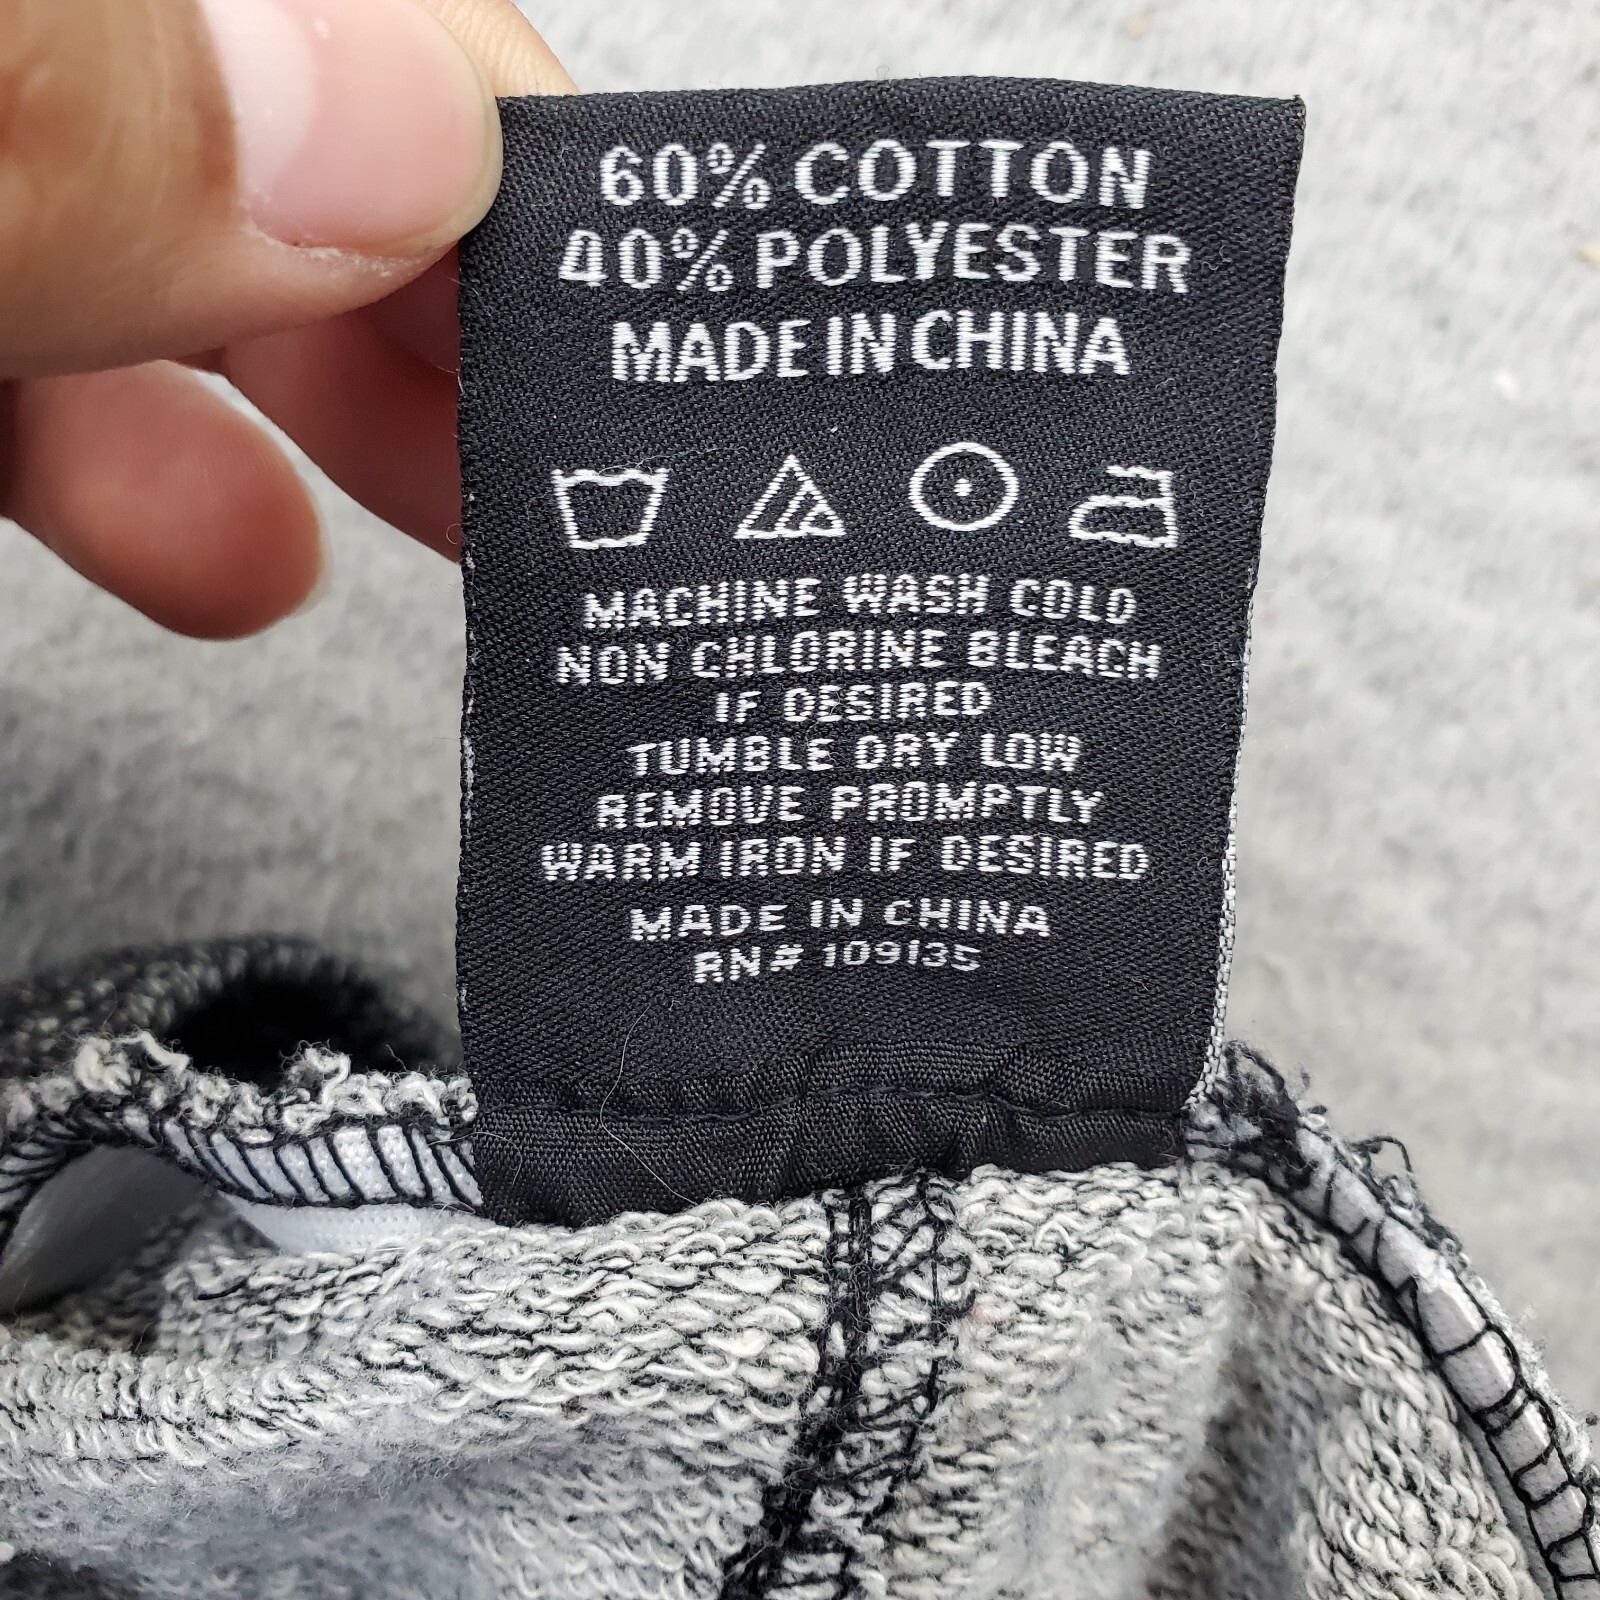 60% COTTON
40% POLYESTER
MADE IN CHINA
MACHINE WASH COLD
NON CHLORINE BLEACH
IF DESIRED
TUMBLE DRY LOW
REMOVE PROMPTLY
WARM IRON IF DESIRED
MADE IN CHINA
RN# 109135